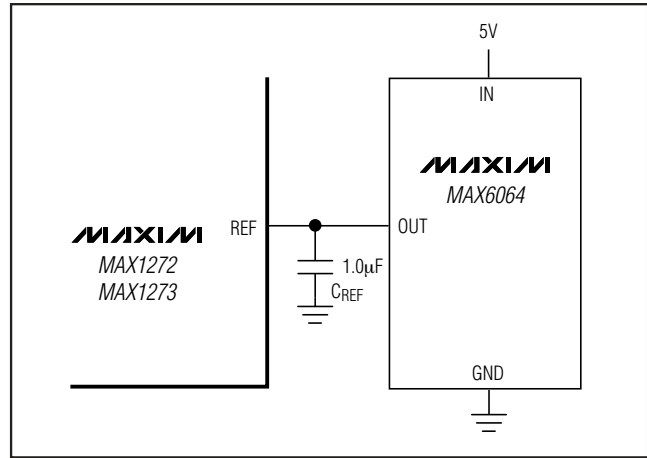 5V
IN
MAXIM
MAX6064
REF
OUT
MAXIM
MAX1272
MAX1273
1.0μF
CREF
GND